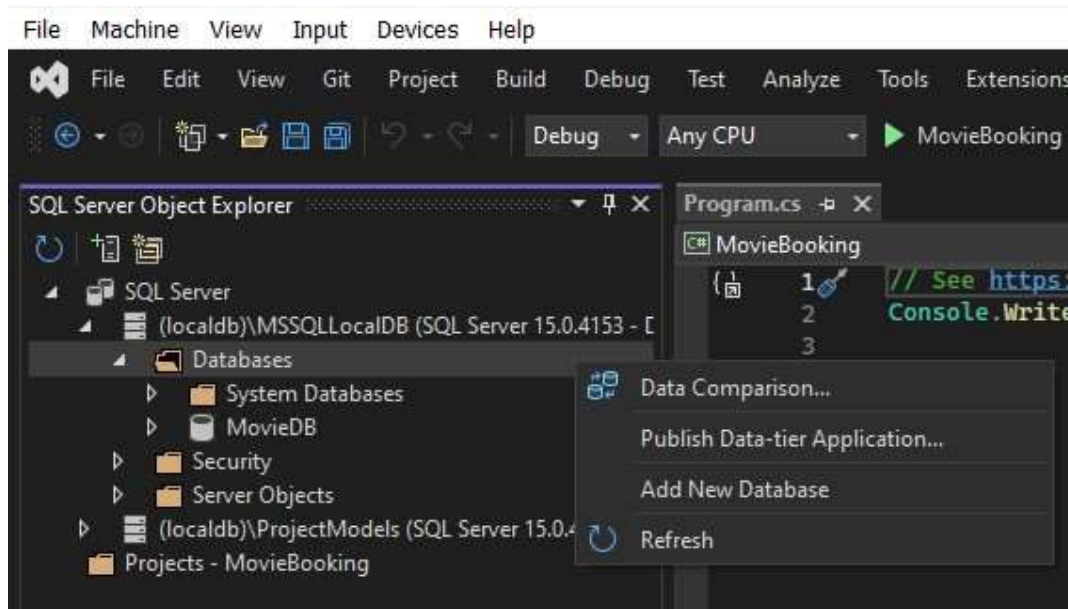 File Machine View Input Devices Help
File Edit View Git Project Build Debug Test Analyze Tools Extensions
Debug Any CPU MovieBooking
SQL Server Object Explorer
Program.cs
C# MovieBooking
SQL Server
(localdb)\MSSQLLocalDB (SQL Server 15.0.4153 - D
Databases
System Databases
MovieDB
Security
Server Objects
(localdb)\ProjectModels (SQL Server 15.0.4
Projects - MovieBooking
1 // See https:
2 Console.Write
3
Data Comparison...
Publish Data-tier Application...
Add New Database
Refresh